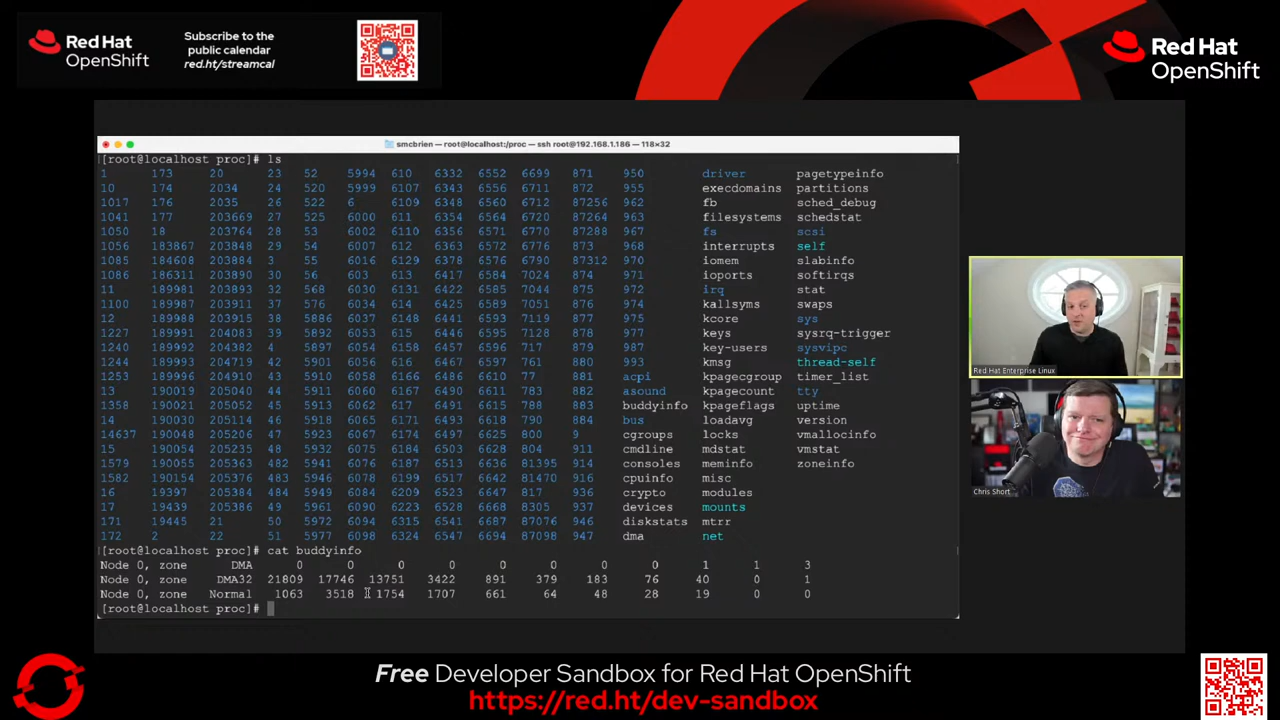 Red Hat
OpenShift
Subscribe to the
public calendar
red.ht/streamcal
Red Hat
OpenShift
smcbrien — root@localhost:/proc — ssh root@192.168.1.186 — 118×32
[root@localhost proc]# ls
1 173 20 23 52 5994 610 6332 6552 6699 871 950 driver pagetypeinfo
10 174 2034 24 520 5999 6107 6343 6556 6711 872 955 execdomains partitions
1017 176 2035 26 522 6 6109 6348 6560 6712 87256 962 fb sched_debug
1041 177 203669 27 525 6000 611 6354 6564 6720 87264 963 filesystems schedstat
1050 18 203764 28 53 6002 6110 6356 6571 6770 87288 967 fs scsi
1056 183867 203848 29 54 6007 612 6363 6572 6776 873 968 interrupts self
1085 184608 203884 3 55 6016 6129 6378 6578 6790 87312 970 iomem slabinfo
1086 186311 203890 30 56 603 613 6417 6584 7024 874 971 ioports softirqs
11 189981 203893 32 568 6030 6131 6422 6585 7044 875 972 irq stat
1100 189987 203911 37 576 6034 614 6425 6589 7051 876 974 kallsyms swaps
12 189988 203915 38 5886 6037 6148 6441 6593 7119 877 975 kcore sys
1227 189991 204083 39 5892 6053 615 6446 6595 7128 878 977 keys sysrq-trigger
1240 189992 204392 4 5897 6054 6158 6457 6596 717 879 987 key-users sysvipc
1244 189993 204719 42 5901 6056 616 6466 6597 761 880 993 kmsg thread-self
1253 189996 204910 43 5910 6058 6166 6486 6610 77 881 acpi kpagecgroup timer_list
13 190019 205040 44 5911 6060 6167 6490 6611 783 882 asound kpagecount tty
1358 190021 205052 45 5913 6062 617 6491 6615 788 883 buddyinfo kpageflags uptime
14 190030 205114 46 5918 6065 6171 6493 6618 790 884 bus loadavg version
14637 190048 205206 47 5923 6067 6174 6497 6625 800 9 cgroups locks vmallocinfo
15 190054 205235 48 5932 6075 6184 6503 6628 804 911 cmdline mdstat vmstat
1579 190055 205363 482 5941 6076 6187 6513 6636 81395 914 consoles meminfo zoneinfo
1582 190154 205376 483 5946 6078 6199 6517 6642 81470 916 cpuinfo misc
16 19397 205384 484 5949 6084 6209 6523 6647 817 936 crypto modules
17 19439 205386 49 5961 6090 6223 6528 6668 8305 937 devices mounts
171 19445 21 50 5972 6094 6315 6541 6687 87076 946 diskstats mtrr
172 2 22 51 5977 6098 6324 6547 6694 87098 947 dma net
[root@localhost proc]# cat buddyinfo
Node 0, zone DMA 0 0 0 0 0 0 0 0 1 1 3
Node 0, zone DMA32 21809 17746 13751 3422 891 379 183 76 40 0 1
Node 0, zone Normal 1063 3518 1754 1707 661 64 48 28 19 0 0
[root@localhost proc]#
Red Hat Enterprise Linux
Chris Short
Free Developer Sandbox for Red Hat OpenShift
https://red.ht/dev-sandbox